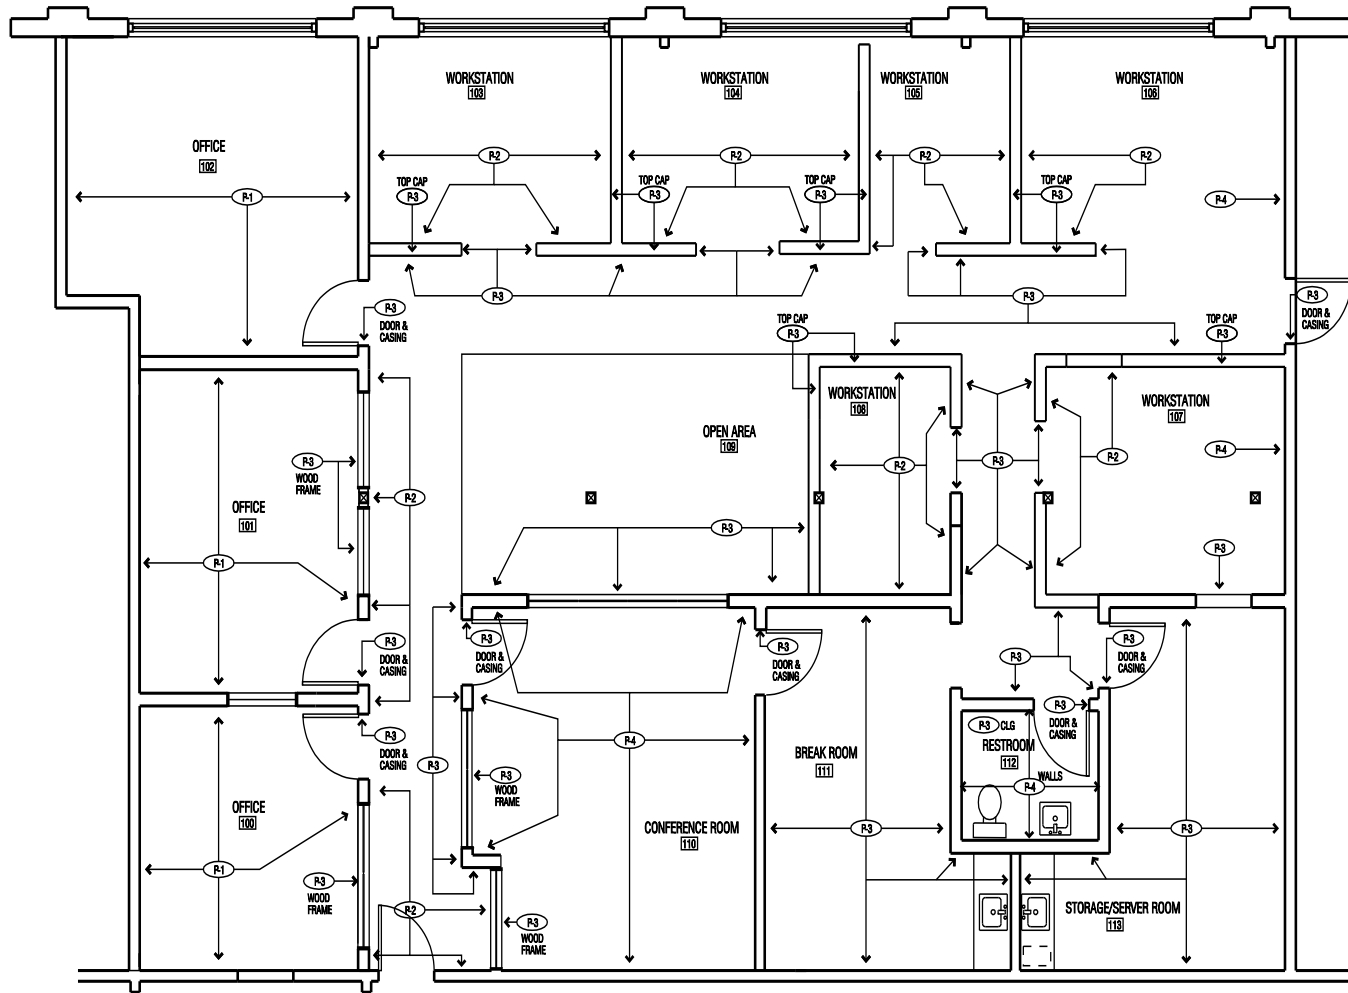 WORKSTATION
103
WORKSTATION
104
WORKSTATION
105
WORKSTATION
106
OFFICE
102
P-2
P-2
P-2
P-2
P-1
TOP CAP
P-3
TOP CAP
P-3
TOP CAP
P-3
TOP CAP
P-3
P-4
P-3
P-3
P-3
DOOR &
CASING
P-3
DOOR &
CASING
TOP CAP
P-3
TOP CAP
P-3
WORKSTATION
108
WORKSTATION
107
OPEN AREA
109
P-3
WOOD
FRAME
P-2
P-3
P-2
P-4
OFFICE
101
P-2
P-3
P-3
P-1
P-3
DOOR &
CASING
P-3
DOOR &
CASING
P-3
DOOR &
CASING
P-3
P-3
DOOR &
CASING
P-3
DOOR &
CASING
P-3
DOOR &
CASING
P-3 CLG
RESTROOM
112
WALLS
P-4
P-4
BREAK ROOM
111
P-3
P-3
WOOD
FRAME
OFFICE
100
CONFERENCE ROOM
110
P-3
P-3
P-1
P-3
WOOD
FRAME
P-2
P-3
WOOD
FRAME
STORAGE/SERVER ROOM
113